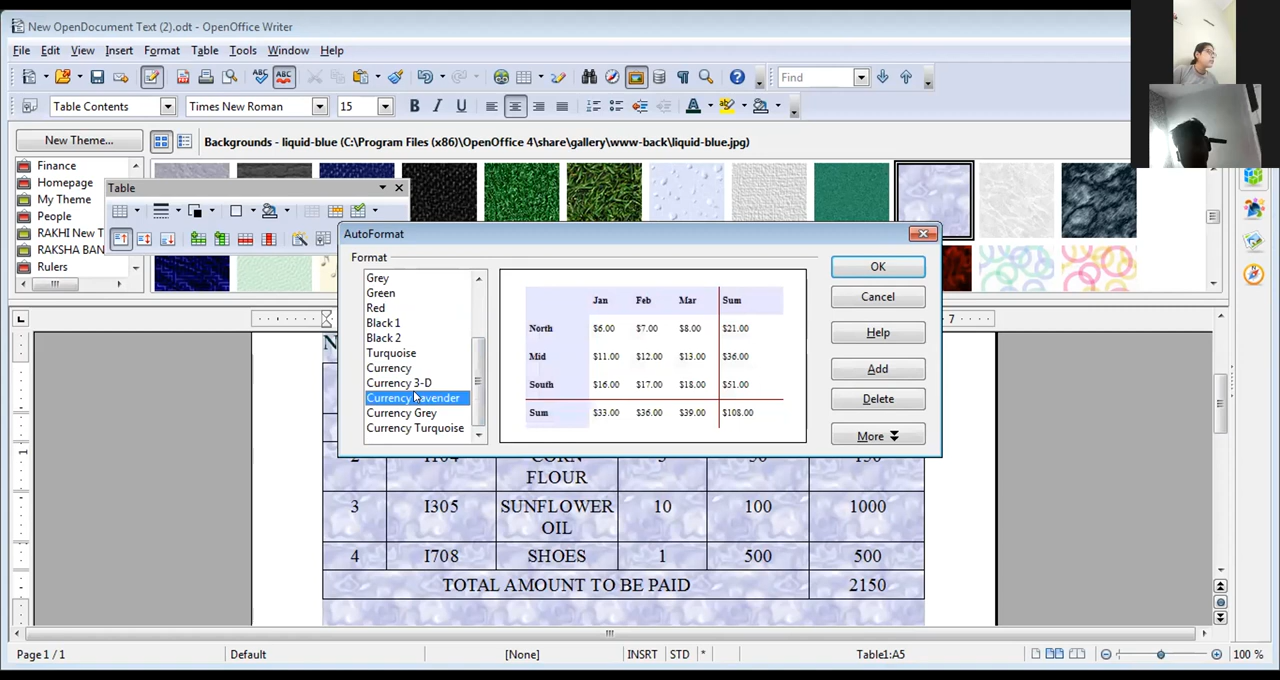 New OpenDocument Text (2).odt - OpenOffice Writer
File Edit View Insert Format Table Tools Window Help
Find
Table Contents Times New Roman 15 B I U
New Theme... Backgrounds - liquid-blue (C:\Program Files (x86)\OpenOffice 4\share\gallery\www-back\liquid-blue.jpg)
Finance
Homepage
My Theme
People
RAKHI New T
RAKSHA BAN
Rulers
Table
AutoFormat
Format
Grey
Green
Red
Black 1
Black 2
Turquoise
Currency
Currency 3-D
Currency Lavender
Currency Grey
Currency Turquoise
Jan Feb Mar Sum
North $6.00 $7.00 $8.00 $21.00
Mid $11.00 $12.00 $13.00 $36.00
South $16.00 $17.00 $18.00 $51.00
Sum $33.00 $36.00 $39.00 $108.00
OK
Cancel
Help
Add
Delete
More
7
1
N
FLOUR
3 I305 SUNFLOWER OIL 10 100 1000
4 I708 SHOES 1 500 500
TOTAL AMOUNT TO BE PAID 2150
Page 1 / 1 Default [None] INSRT STD * Table1:A5 100 %